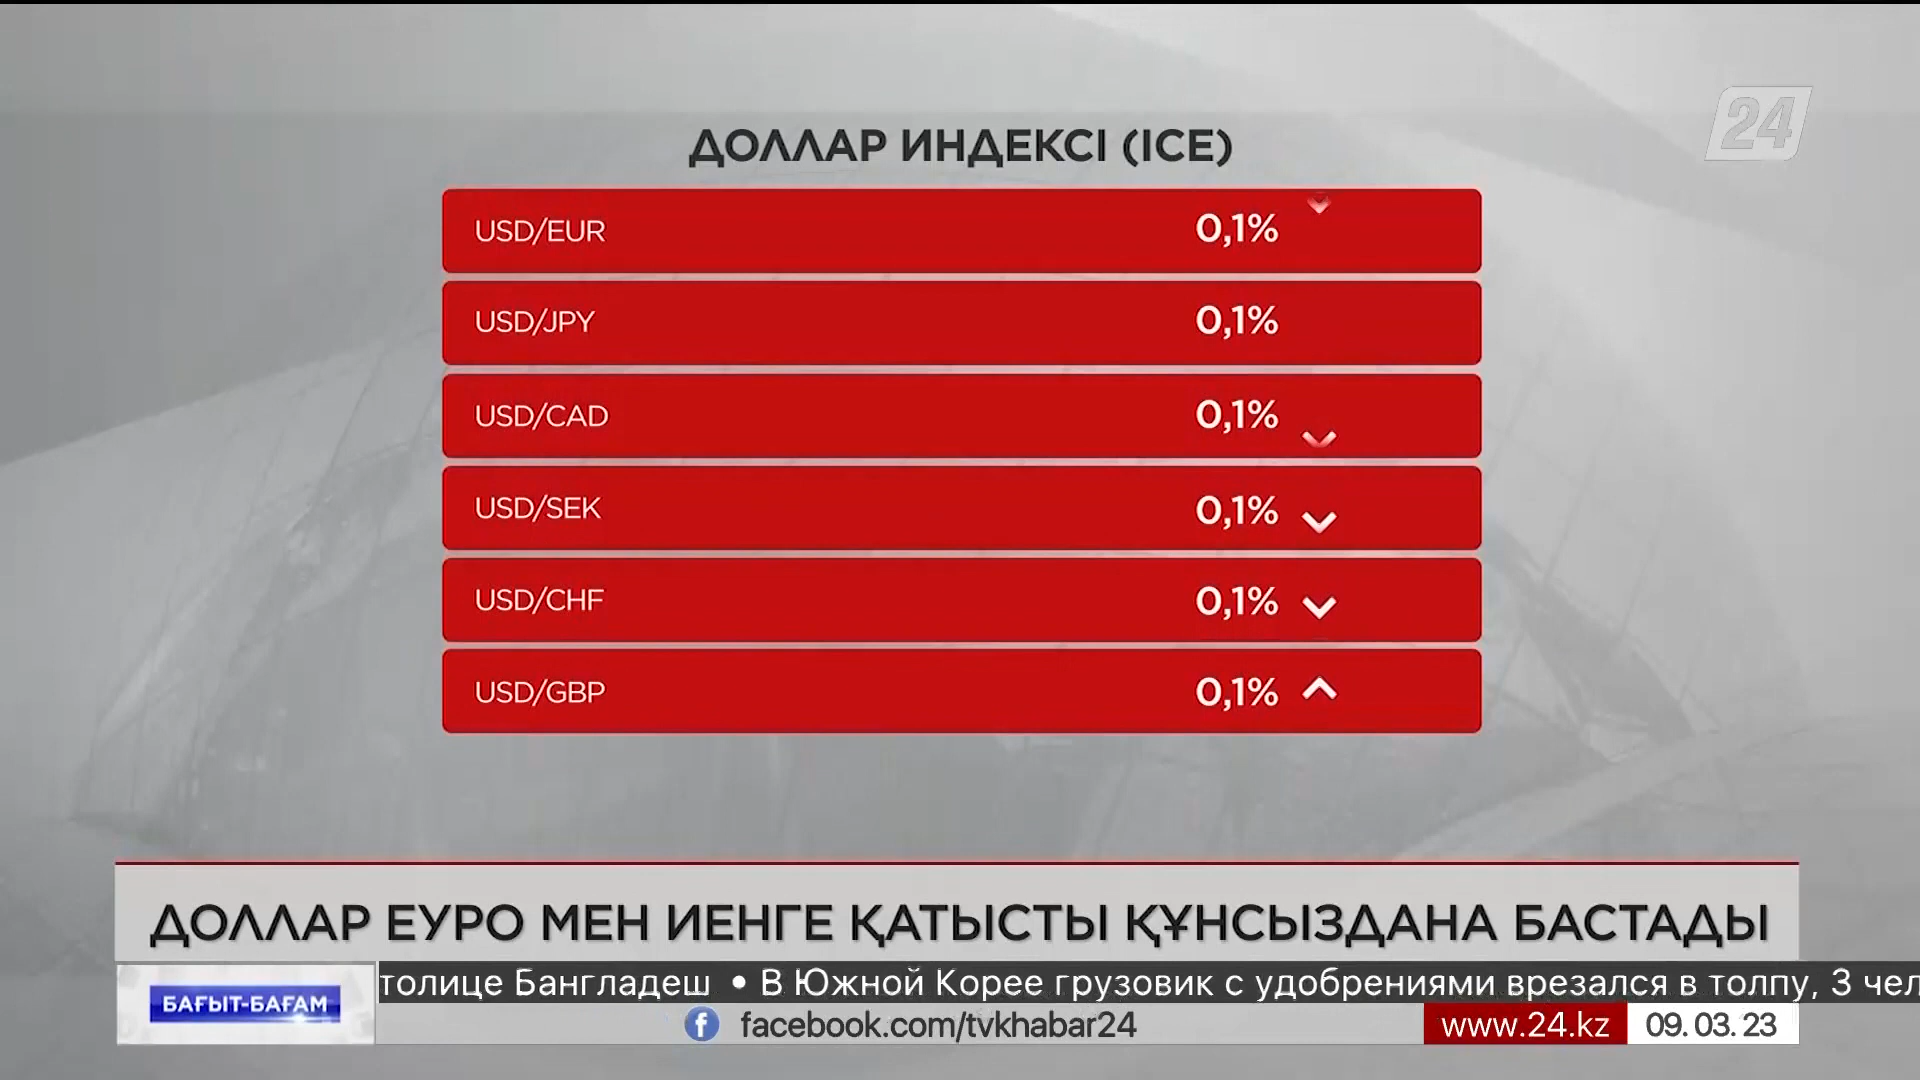 24
ДОЛЛАР ИНДЕКСІ (ICE)
USD/EUR 0,1%
USD/JPY 0,1%
USD/CAD 0,1%
USD/SEK 0,1%
USD/CHF 0,1%
USD/GBP 0,1%
ДОЛЛАР ЕУРО МЕН ИЕНГЕ ҚАТЫСТЫ ҚҰНСЫЗДАНА БАСТАДЫ
БАҒЫТ-БАҒАМ
толице Бангладеш • В Южной Корее грузовик с удобрениями врезался в толпу, 3 чел
facebook.com/tvkhabar24
www.24.kz 09.03.23